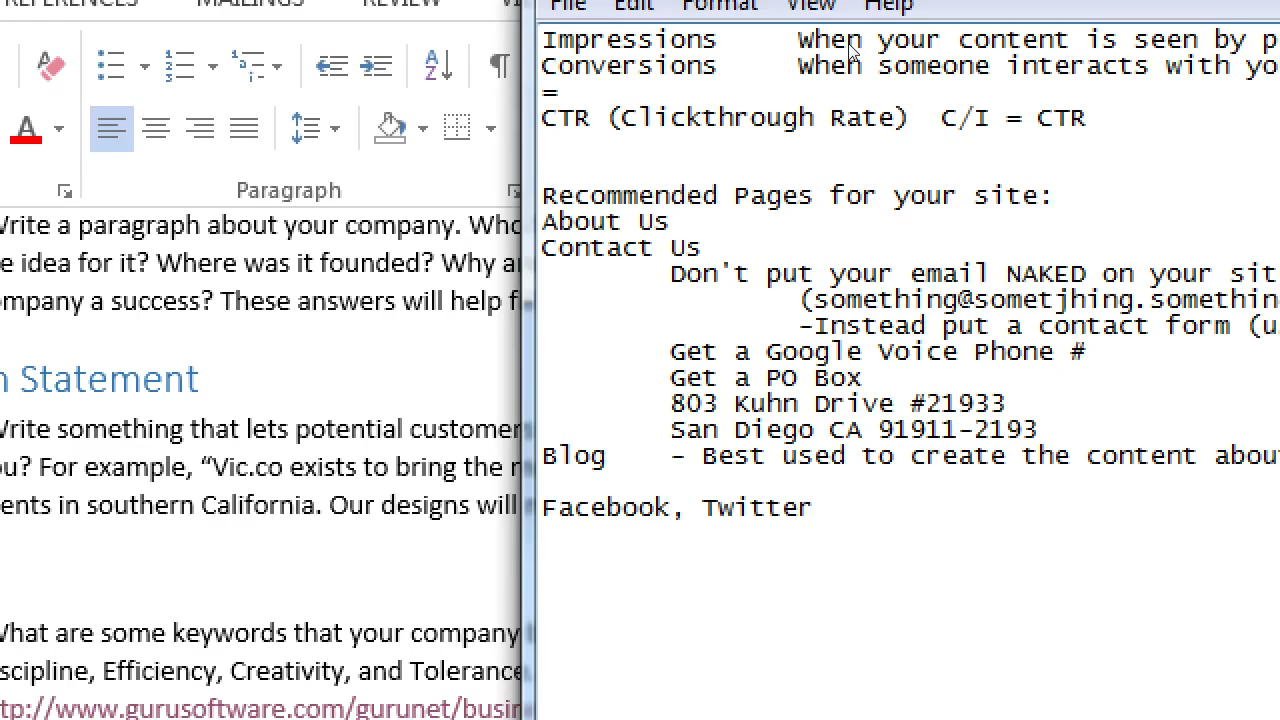 REFERENCES MAILINGS REVIEW
Paragraph
Write a paragraph about your company. Who
e idea for it? Where was it founded? Why
ompany a success? These answers will help
n Statement
Write something that lets potential customer
ou? For example, “Vic.co exists to bring the
ents in southern California. Our designs will
What are some keywords that your company
scipline, Efficiency, Creativity, and Tolerance
ttp://www.gurusoftware.com/gurunet/busin
File Edit Format View Help
Impressions When your content is seen by p
Conversions When someone interacts with yo
=
CTR (Clickthrough Rate) C/I = CTR
Recommended Pages for your site:
About Us
Contact Us
Don't put your email NAKED on your sit
(something@sometjhing.somethin
-Instead put a contact form (u
Get a Google Voice Phone #
Get a PO Box
803 Kuhn Drive #21933
San Diego CA 91911-2193
Blog - Best used to create the content abou
Facebook, Twitter